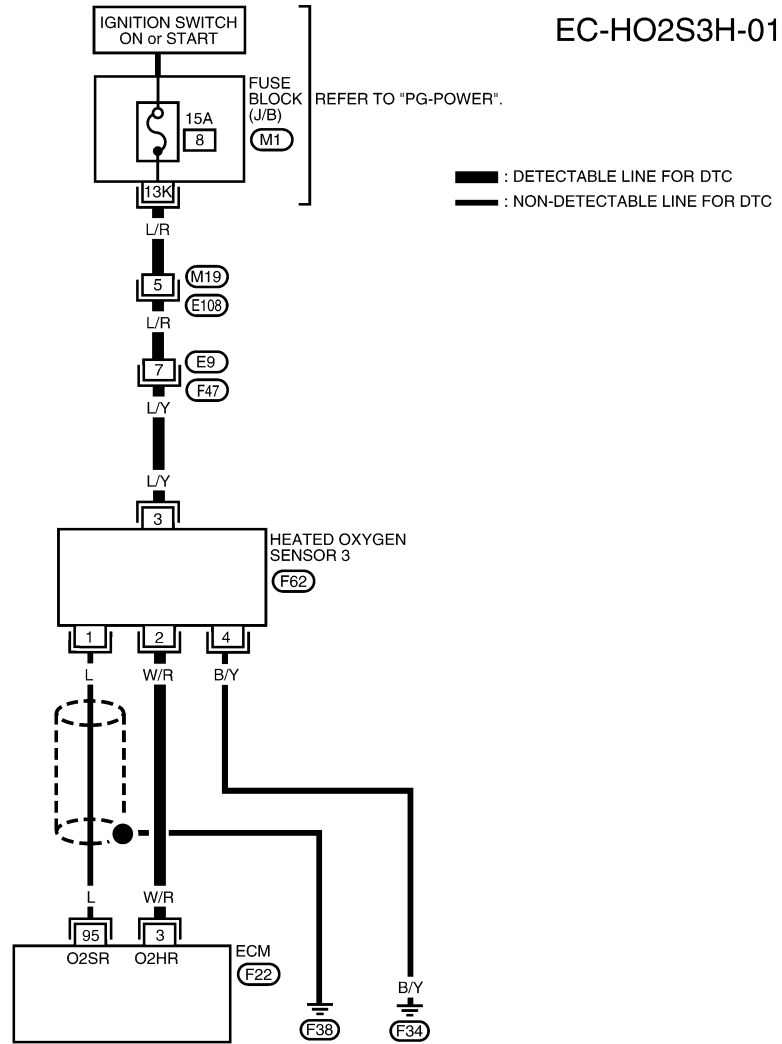 EC-HO2S3H-01
IGNITION SWITCH
ON or START
FUSE
BLOCK
(J/B)
M1
REFER TO "PG-POWER".
15A
8
13K
: DETECTABLE LINE FOR DTC
: NON-DETECTABLE LINE FOR DTC
L/R
5
M19
E108
L/R
7
E9
F47
L/Y
L/Y
3
HEATED OXYGEN
SENSOR 3
F62
1
2
4
L
W/R
B/Y
L
W/R
95
3
O2SR
O2HR
ECM
F22
B/Y
F38
F34